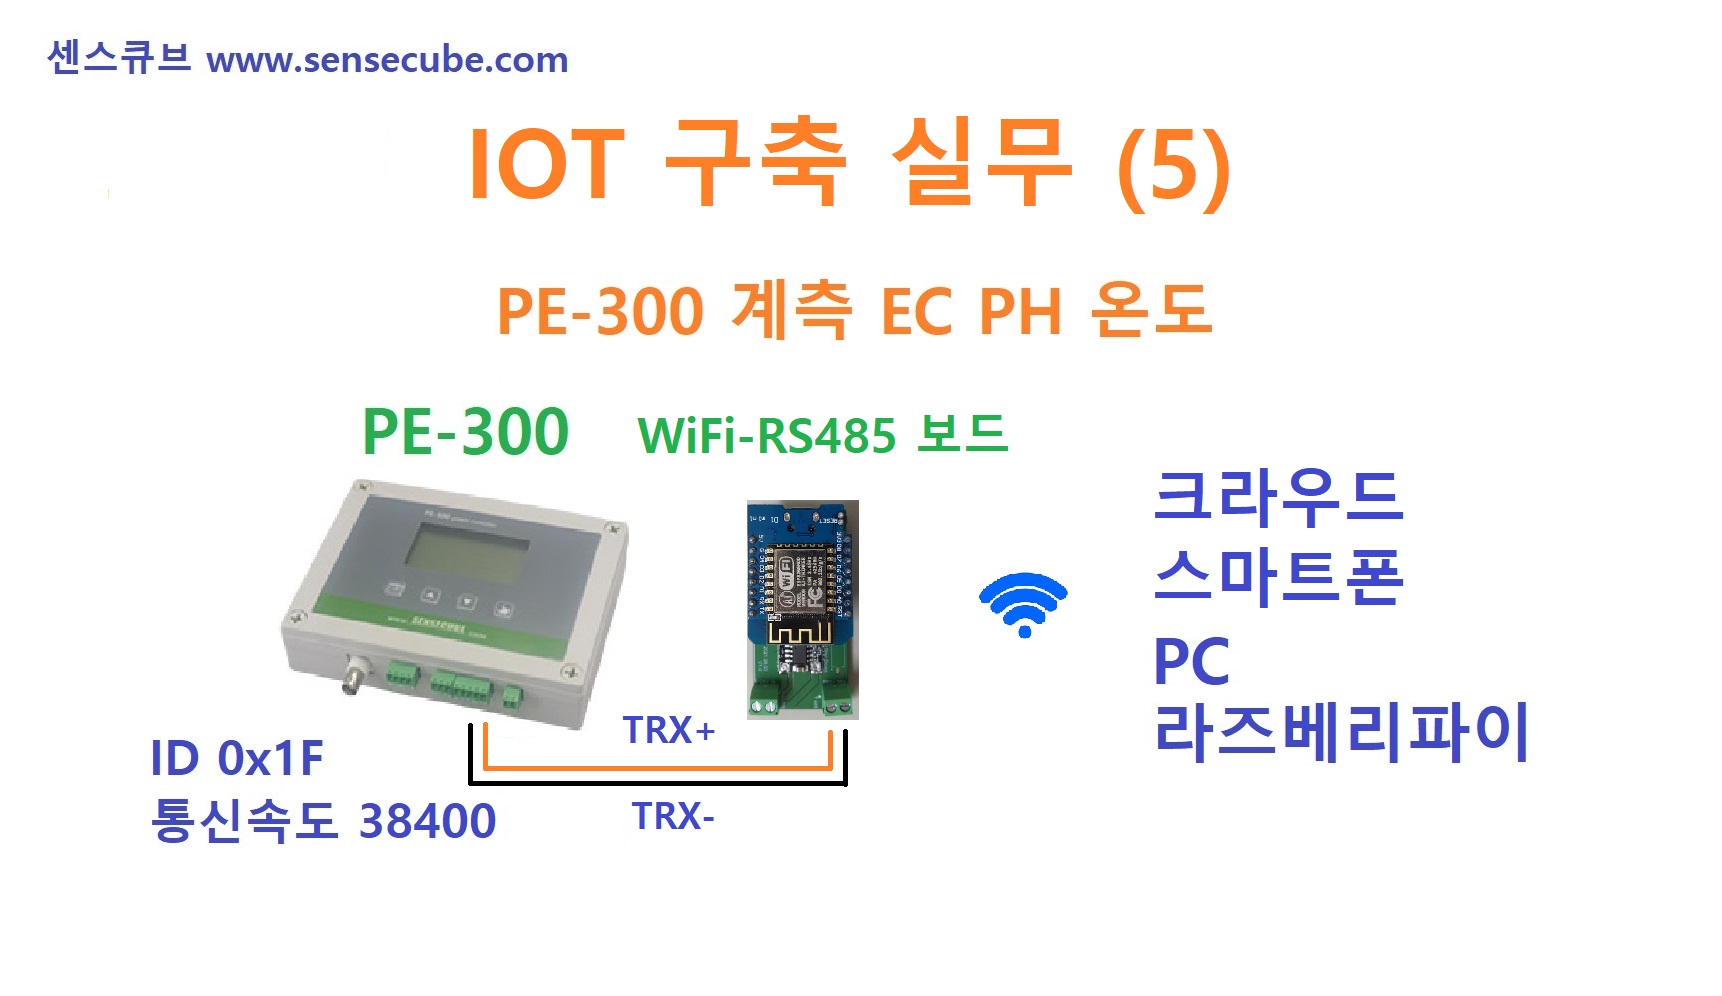 센스큐브 www.sensecube.com
IOT 구축 실무 (5)
PE-300 계측 EC PH 온도
PE-300
WiFi-RS485 보드
크라우드
스마트폰
PC
라즈베리파이
WiFi
TRX+
TRX-
ID 0x1F
통신속도 38400